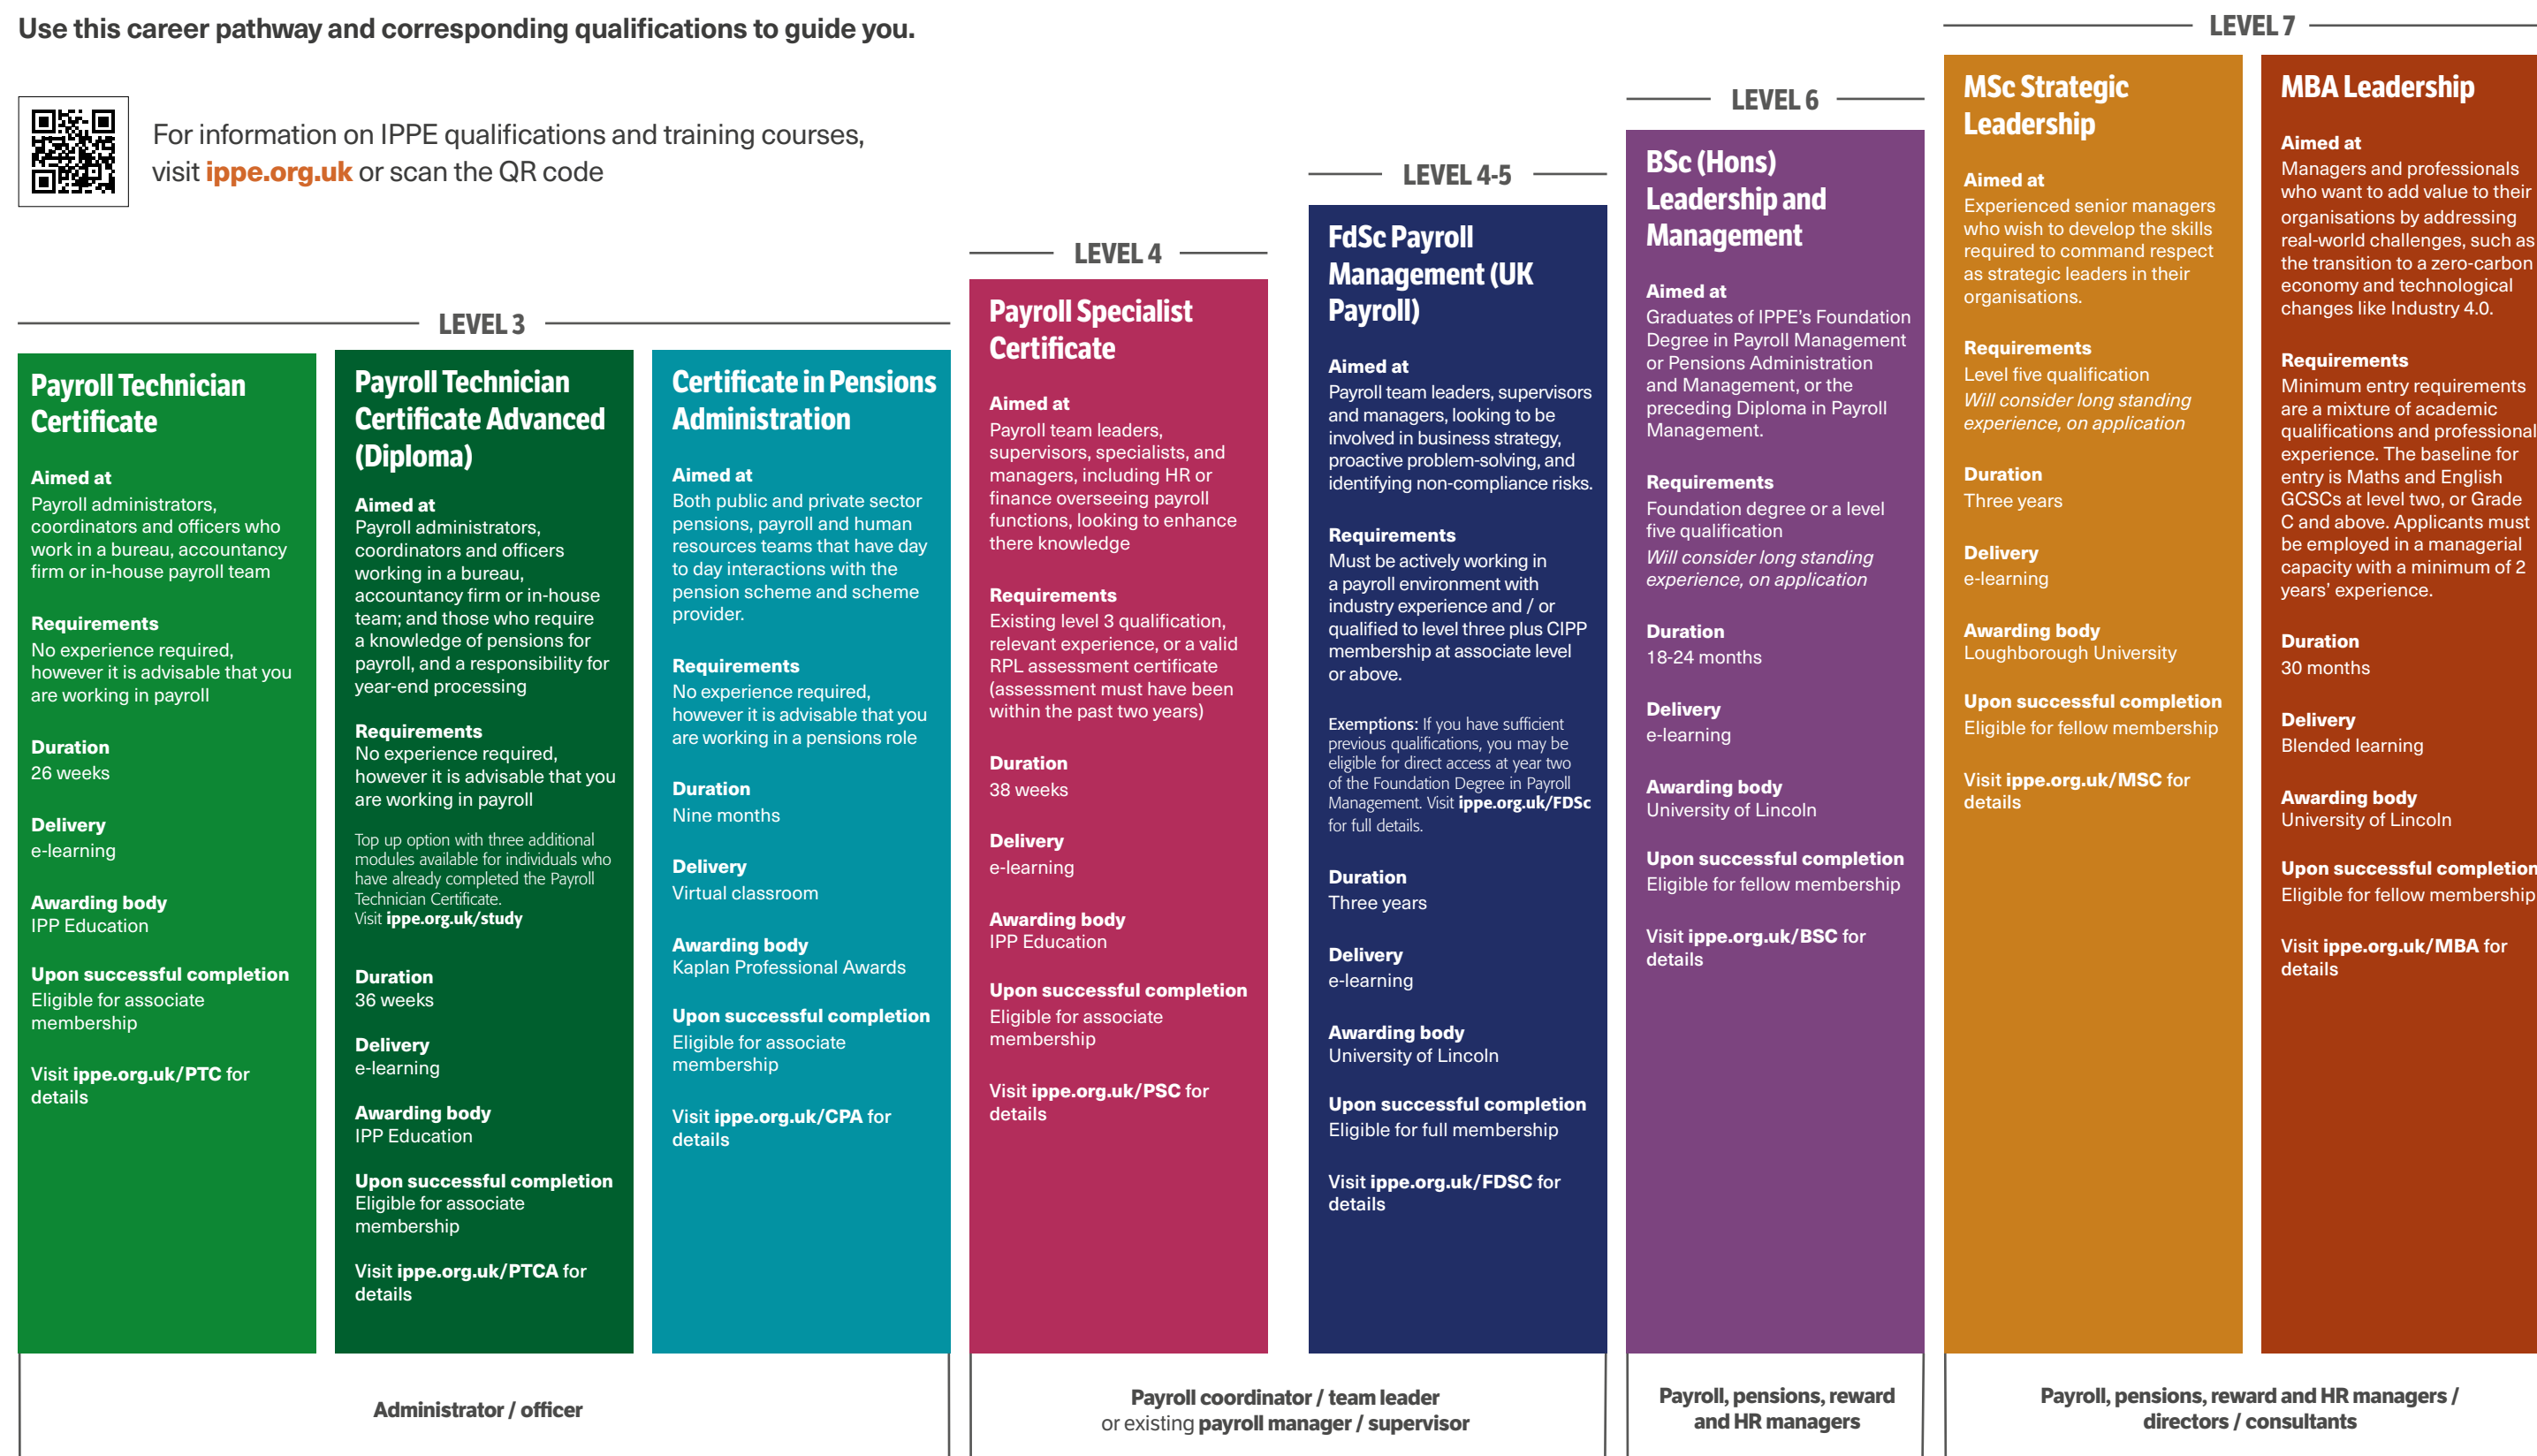 Use this career pathway and corresponding qualifications to guide you.
For information on IPPE qualifications and training courses,
visit ippe.org.uk or scan the QR code
LEVEL 3
Payroll Technician
Certificate
Aimed at
Payroll administrators,
coordinators and officers who
work in a bureau, accountancy
firm or in-house payroll team
Requirements
No experience required,
however it is advisable that you
are working in payroll
Duration
26 weeks
Delivery
e-learning
Awarding body
IPP Education
Upon successful completion
Eligible for associate
membership
Visit ippe.org.uk/PTC for
details
Payroll Technician
Certificate Advanced
(Diploma)
Aimed at
Payroll administrators,
coordinators and officers
working in a bureau,
accountancy firm or in-house
team; and those who require
a knowledge of pensions for
payroll, and a responsibility for
year-end processing
Requirements
No experience required,
however it is advisable that you
are working in payroll
Top up option with three additional
modules available for individuals who
have already completed the Payroll
Technician Certificate.
Visit ippe.org.uk/study
Duration
36 weeks
Delivery
e-learning
Awarding body
IPP Education
Upon successful completion
Eligible for associate
membership
Visit ippe.org.uk/PTCA for
details
Certificate in Pensions
Administration
Aimed at
Both public and private sector
pensions, payroll and human
resources teams that have day
to day interactions with the
pension scheme and scheme
provider.
Requirements
No experience required,
however it is advisable that you
are working in a pensions role
Duration
Nine months
Delivery
Virtual classroom
Awarding body
Kaplan Professional Awards
Upon successful completion
Eligible for associate
membership
Visit ippe.org.uk/CPA for
details
Administrator / officer
LEVEL 4
Payroll Specialist
Certificate
Aimed at
Payroll team leaders,
supervisors, specialists, and
managers, including HR or
finance overseeing payroll
functions, looking to enhance
there knowledge
Requirements
Existing level 3 qualification,
relevant experience, or a valid
RPL assessment certificate
(assessment must have been
within the past two years)
Duration
38 weeks
Delivery
e-learning
Awarding body
IPP Education
Upon successful completion
Eligible for associate
membership
Visit ippe.org.uk/PSC for
details
LEVEL 4-5
FdSc Payroll
Management (UK
Payroll)
Aimed at
Payroll team leaders, supervisors
and managers, looking to be
involved in business strategy,
proactive problem-solving, and
identifying non-compliance risks.
Requirements
Must be actively working in
a payroll environment with
industry experience and / or
qualified to level three plus CIPP
membership at associate level
or above.
Exemptions: If you have sufficient
previous qualifications, you may be
eligible for direct access at year two
of the Foundation Degree in Payroll
Management. Visit ippe.org.uk/FDSc
for full details.
Duration
Three years
Delivery
e-learning
Awarding body
University of Lincoln
Upon successful completion
Eligible for full membership
Visit ippe.org.uk/FDSC for
details
Payroll coordinator / team leader
or existing payroll manager / supervisor
LEVEL 6
BSc (Hons)
Leadership and
Management
Aimed at
Graduates of IPPE's Foundation
Degree in Payroll Management
or Pensions Administration
and Management, or the
preceding Diploma in Payroll
Management.
Requirements
Foundation degree or a level
five qualification
Will consider long standing
experience, on application
Duration
18-24 months
Delivery
e-learning
Awarding body
University of Lincoln
Upon successful completion
Eligible for fellow membership
Visit ippe.org.uk/BSC for
details
Payroll, pensions, reward
and HR managers
LEVEL 7
MSc Strategic
Leadership
Aimed at
Experienced senior managers
who wish to develop the skills
required to command respect
as strategic leaders in their
organisations.
Requirements
Level five qualification
Will consider long standing
experience, on application
Duration
Three years
Delivery
e-learning
Awarding body
Loughborough University
Upon successful completion
Eligible for fellow membership
Visit ippe.org.uk/MSC for
details
MBA Leadership
Aimed at
Managers and professionals
who want to add value to their
organisations by addressing
real-world challenges, such as
the transition to a zero-carbon
economy and technological
changes like Industry 4.0.
Requirements
Minimum entry requirements
are a mixture of academic
qualifications and professional
experience. The baseline for
entry is Maths and English
GCSCs at level two, or Grade
C and above. Applicants must
be employed in a managerial
capacity with a minimum of 2
years' experience.
Duration
30 months
Delivery
Blended learning
Awarding body
University of Lincoln
Upon successful completion
Eligible for fellow membership
Visit ippe.org.uk/MBA for
details
Payroll, pensions, reward and HR managers /
directors / consultants